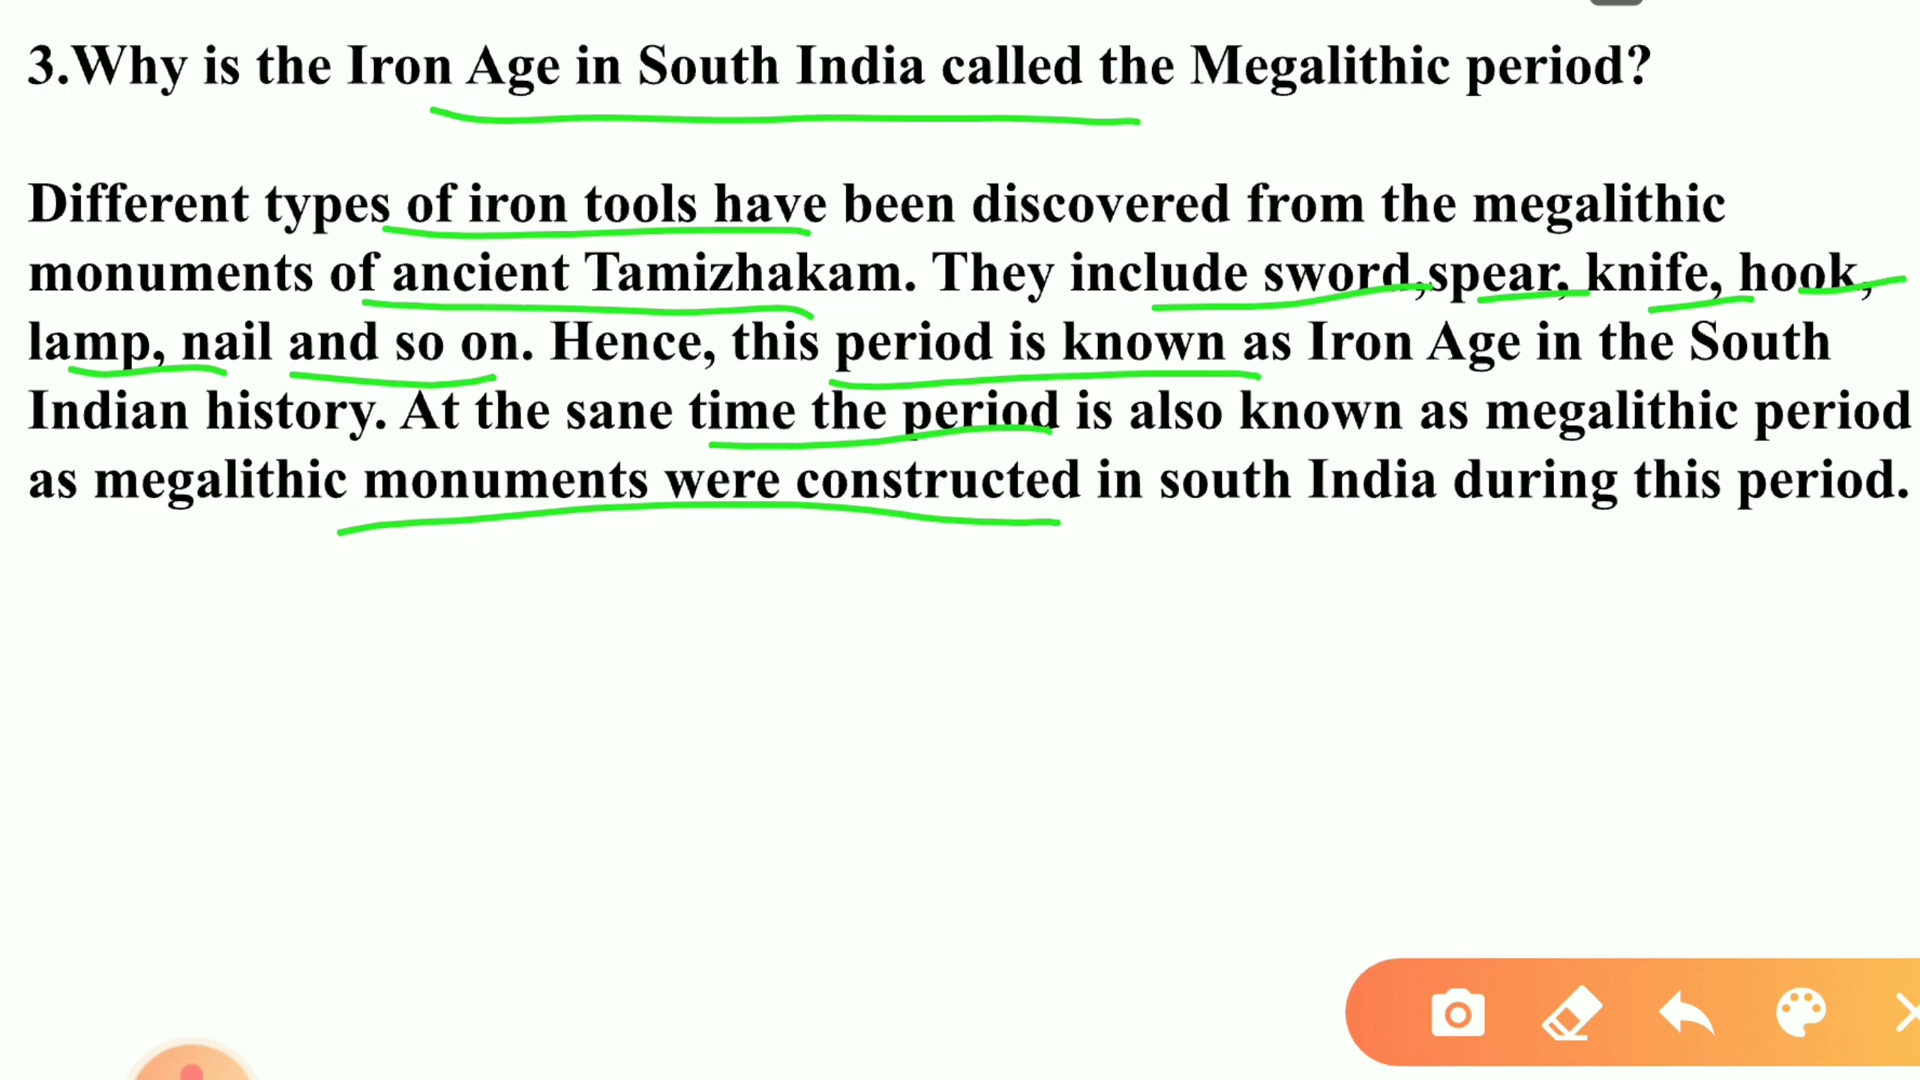 3.Why is the Iron Age in South India called the Megalithic period?
Different types of iron tools have been discovered from the megalithic
monuments of ancient Tamizhakam. They include sword,spear, knife, hook,
lamp, nail and so on. Hence, this period is known as Iron Age in the South
Indian history. At the sane time the period is also known as megalithic period
as megalithic monuments were constructed in south India during this period.